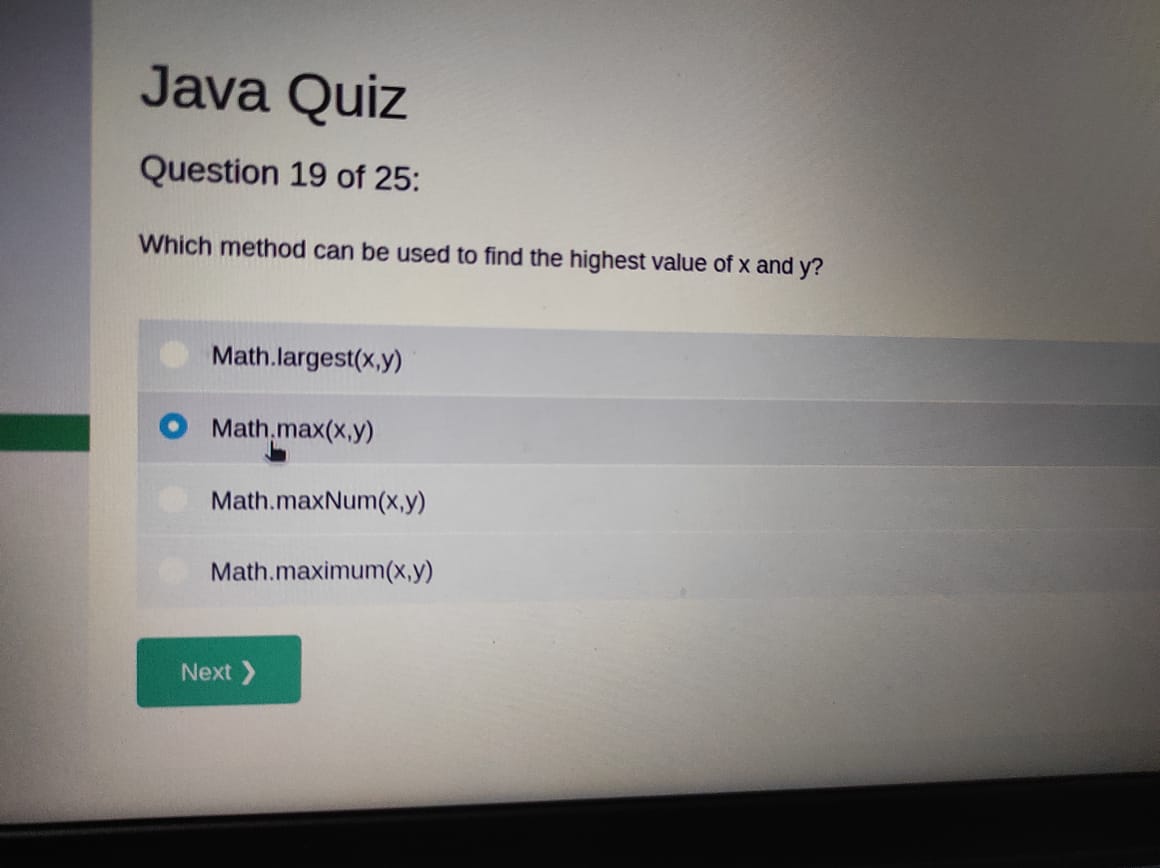 Java Quiz
Question 19 of 25:
Which method can be used to find the highest value of x and y?
Math.largest(x,y)
Math.max(x,y)
Math.maxNum(x,y)
Math.maximum(x,y)
Next ❯